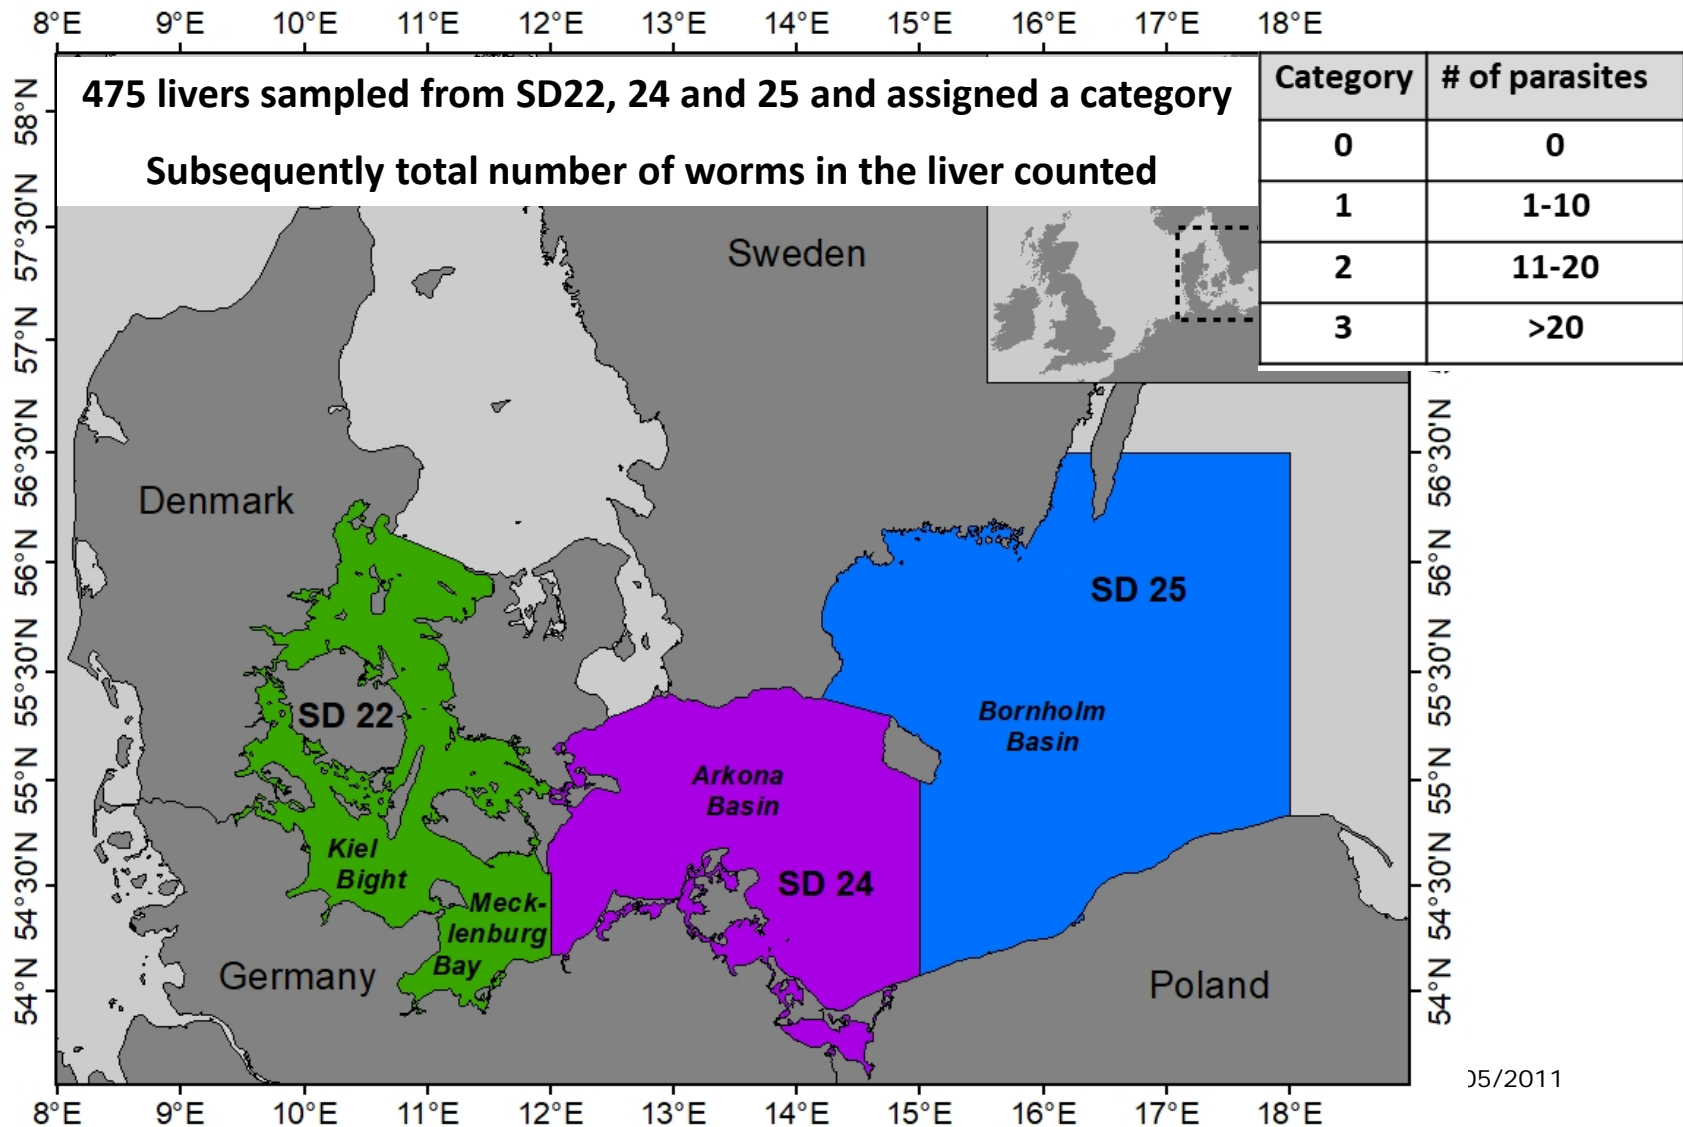 8°E 9°E 10°E 11°E 12°E 13°E 14°E 15°E 16°E 17°E 18°E
475 livers sampled from SD22, 24 and 25 and assigned a category
Subsequently total number of worms in the liver counted
Category # of parasites
0 0
1 1-10
2 11-20
3 >20
58°N
57°30'N
57°N
56°30'N
56°N
55°30'N
55°N
54°30'N
54°N
Sweden
Denmark
SD 25
SD 22
Bornholm
Basin
Arkona
Basin
Kiel
Bight
SD 24
Meck-
lenburg
Bay
Germany
Poland
56°30'N
56°N
55°30'N
55°N
54°30'N
54°N
05/2011
8°E 9°E 10°E 11°E 12°E 13°E 14°E 15°E 16°E 17°E 18°E